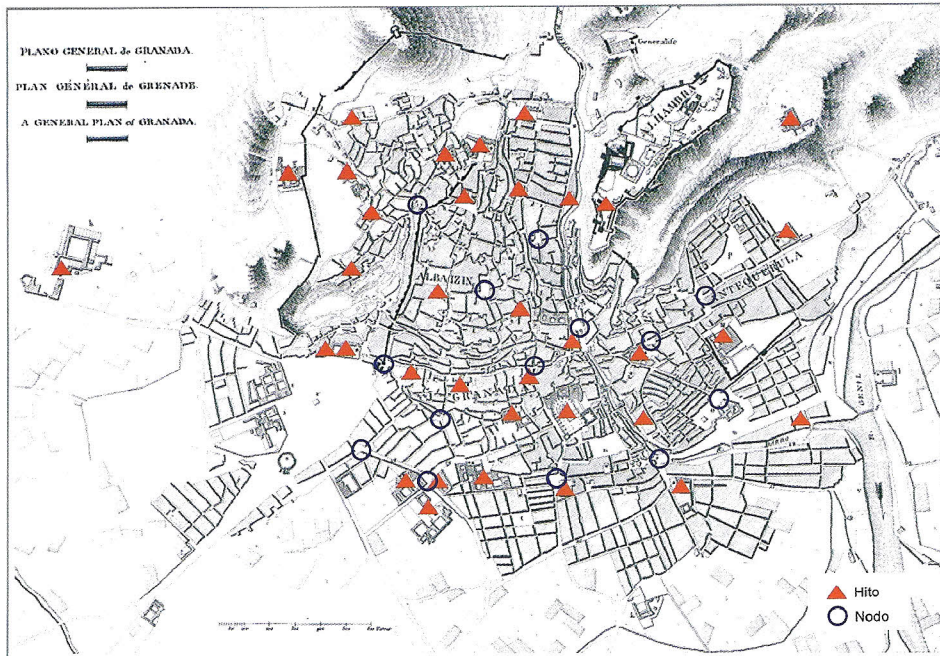 PLANO GENERAL de GRANADA.
PLAN GÉNÉRAL de GRENADE.
A GENERAL PLAN of GRANADA.
Generalife
ALHAMBRA
ALBAIZIN
ANTEQUERULA
GRANADA
GENIL
Hito
Nodo